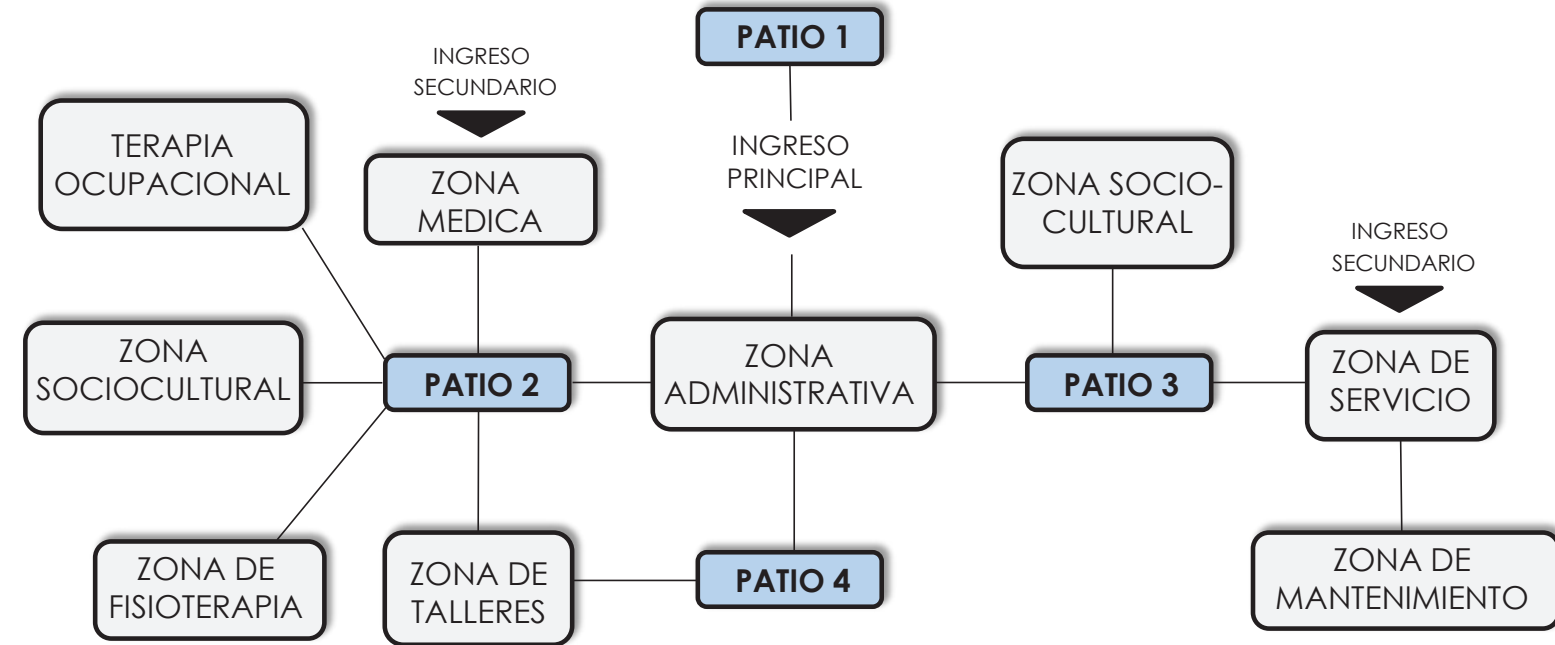 PATIO 1
INGRESO
SECUNDARIO
TERAPIA
OCUPACIONAL
ZONA
MEDICA
INGRESO
PRINCIPAL
ZONA SOCIO-
CULTURAL
INGRESO
SECUNDARIO
ZONA
SOCIOCULTURAL
PATIO 2
ZONA
ADMINISTRATIVA
PATIO 3
ZONA DE
SERVICIO
ZONA DE
FISIOTERAPIA
ZONA DE
TALLERES
PATIO 4
ZONA DE
MANTENIMIENTO